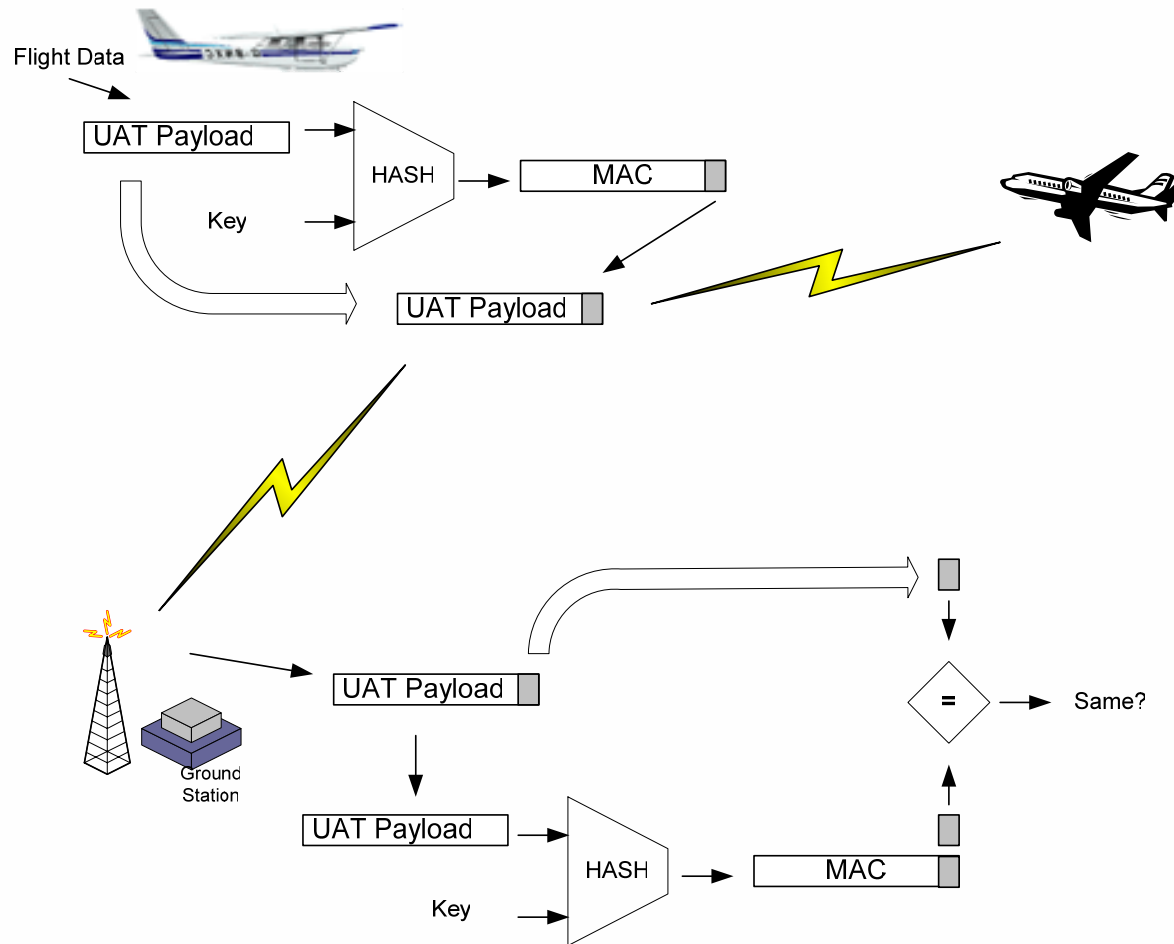 Flight Data
UAT Payload
HASH
MAC
Key
UAT Payload
UAT Payload
=
Same?
Ground
Station
UAT Payload
HASH
MAC
Key